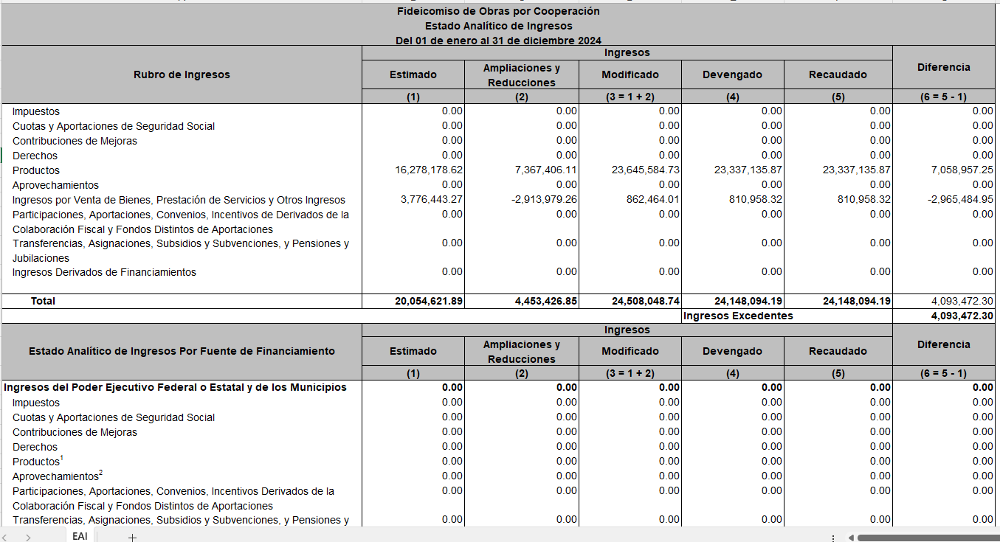 Fideicomiso de Obras por Cooperación
Estado Analítico de Ingresos
Del 01 de enero al 31 de diciembre 2024
Rubro de Ingresos
Ingresos
Diferencia
Estimado
Ampliaciones y
Reducciones
Modificado
Devengado
Recaudado
(1) (2) (3 = 1 + 2) (4) (5) (6 = 5 - 1)
Impuestos 0.00 0.00 0.00 0.00 0.00 0.00
Cuotas y Aportaciones de Seguridad Social 0.00 0.00 0.00 0.00 0.00 0.00
Contribuciones de Mejoras 0.00 0.00 0.00 0.00 0.00 0.00
Derechos 0.00 0.00 0.00 0.00 0.00 0.00
Productos 16,278,178.62 7,367,406.11 23,645,584.73 23,337,135.87 23,337,135.87 7,058,957.25
Aprovechamientos 0.00 0.00 0.00 0.00 0.00 0.00
Ingresos por Venta de Bienes, Prestación de Servicios y Otros Ingresos 3,776,443.27 -2,913,979.26 862,464.01 810,958.32 810,958.32 -2,965,484.95
Participaciones, Aportaciones, Convenios, Incentivos de Derivados de la 0.00 0.00 0.00 0.00 0.00 0.00
Colaboración Fiscal y Fondos Distintos de Aportaciones
Transferencias, Asignaciones, Subsidios y Subvenciones, y Pensiones y 0.00 0.00 0.00 0.00 0.00 0.00
Jubilaciones
Ingresos Derivados de Financiamientos 0.00 0.00 0.00 0.00 0.00 0.00
Total 20,054,621.89 4,453,426.85 24,508,048.74 24,148,094.19 24,148,094.19 4,093,472.30
Ingresos Excedentes 4,093,472.30
Estado Analítico de Ingresos Por Fuente de Financiamiento
Ingresos
Diferencia
Estimado
Ampliaciones y
Reducciones
Modificado
Devengado
Recaudado
(1) (2) (3 = 1 + 2) (4) (5) (6 = 5 - 1)
Ingresos del Poder Ejecutivo Federal o Estatal y de los Municipios 0.00 0.00 0.00 0.00 0.00 0.00
Impuestos 0.00 0.00 0.00 0.00 0.00 0.00
Cuotas y Aportaciones de Seguridad Social 0.00 0.00 0.00 0.00 0.00 0.00
Contribuciones de Mejoras 0.00 0.00 0.00 0.00 0.00 0.00
Derechos 0.00 0.00 0.00 0.00 0.00 0.00
Productos¹ 0.00 0.00 0.00 0.00 0.00 0.00
Aprovechamientos² 0.00 0.00 0.00 0.00 0.00 0.00
Participaciones, Aportaciones, Convenios, Incentivos Derivados de la 0.00 0.00 0.00 0.00 0.00 0.00
Colaboración Fiscal y Fondos Distintos de Aportaciones
Transferencias, Asignaciones, Subsidios y Subvenciones, y Pensiones y 0.00 0.00 0.00 0.00 0.00 0.00
EAI